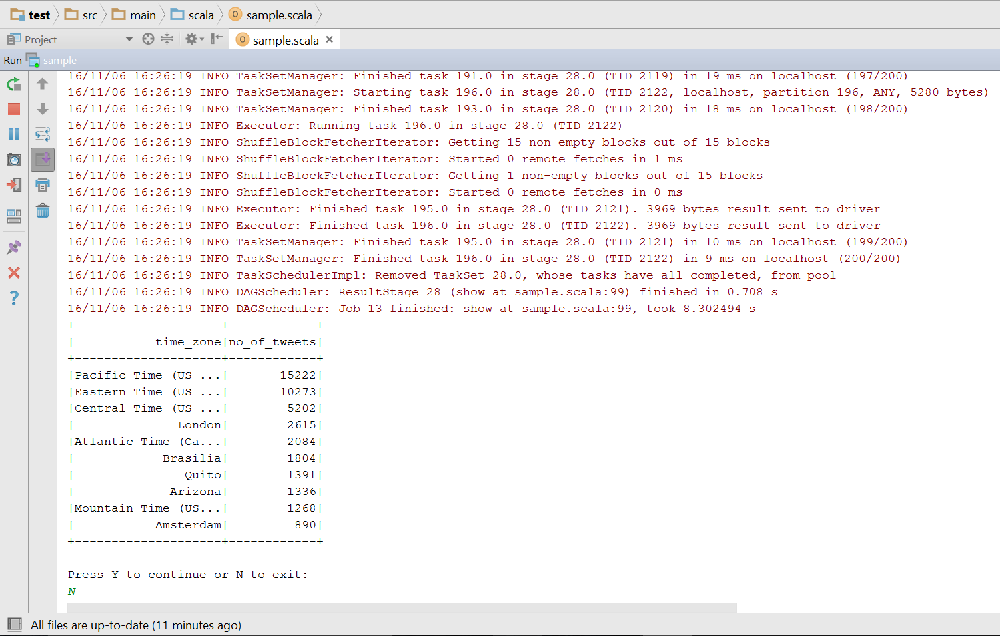 test src main scala sample.scala
Project sample.scala
Run sample
16/11/06 16:26:19 INFO TaskSetManager: Finished task 191.0 in stage 28.0 (TID 2119) in 19 ms on localhost (197/200)
16/11/06 16:26:19 INFO TaskSetManager: Starting task 196.0 in stage 28.0 (TID 2122, localhost, partition 196, ANY, 5280 bytes)
16/11/06 16:26:19 INFO TaskSetManager: Finished task 193.0 in stage 28.0 (TID 2120) in 18 ms on localhost (198/200)
16/11/06 16:26:19 INFO Executor: Running task 196.0 in stage 28.0 (TID 2122)
16/11/06 16:26:19 INFO ShuffleBlockFetcherIterator: Getting 15 non-empty blocks out of 15 blocks
16/11/06 16:26:19 INFO ShuffleBlockFetcherIterator: Started 0 remote fetches in 1 ms
16/11/06 16:26:19 INFO ShuffleBlockFetcherIterator: Getting 1 non-empty blocks out of 15 blocks
16/11/06 16:26:19 INFO ShuffleBlockFetcherIterator: Started 0 remote fetches in 0 ms
16/11/06 16:26:19 INFO Executor: Finished task 195.0 in stage 28.0 (TID 2121). 3969 bytes result sent to driver
16/11/06 16:26:19 INFO Executor: Finished task 196.0 in stage 28.0 (TID 2122). 3969 bytes result sent to driver
16/11/06 16:26:19 INFO TaskSetManager: Finished task 195.0 in stage 28.0 (TID 2121) in 10 ms on localhost (199/200)
16/11/06 16:26:19 INFO TaskSetManager: Finished task 196.0 in stage 28.0 (TID 2122) in 9 ms on localhost (200/200)
16/11/06 16:26:19 INFO TaskSchedulerImpl: Removed TaskSet 28.0, whose tasks have all completed, from pool
16/11/06 16:26:19 INFO DAGScheduler: ResultStage 28 (show at sample.scala:99) finished in 0.708 s
16/11/06 16:26:19 INFO DAGScheduler: Job 13 finished: show at sample.scala:99, took 8.302494 s
+--------------------+------------+
|           time_zone|no_of_tweets|
+--------------------+------------+
|Pacific Time (US ...|       15222|
|Eastern Time (US ...|       10273|
|Central Time (US ...|        5202|
|              London|        2615|
|Atlantic Time (Ca...|        2084|
|            Brasilia|        1804|
|               Quito|        1391|
|             Arizona|        1336|
|Mountain Time (US...|        1268|
|           Amsterdam|         890|
+--------------------+------------+
Press Y to continue or N to exit:
N
All files are up-to-date (11 minutes ago)